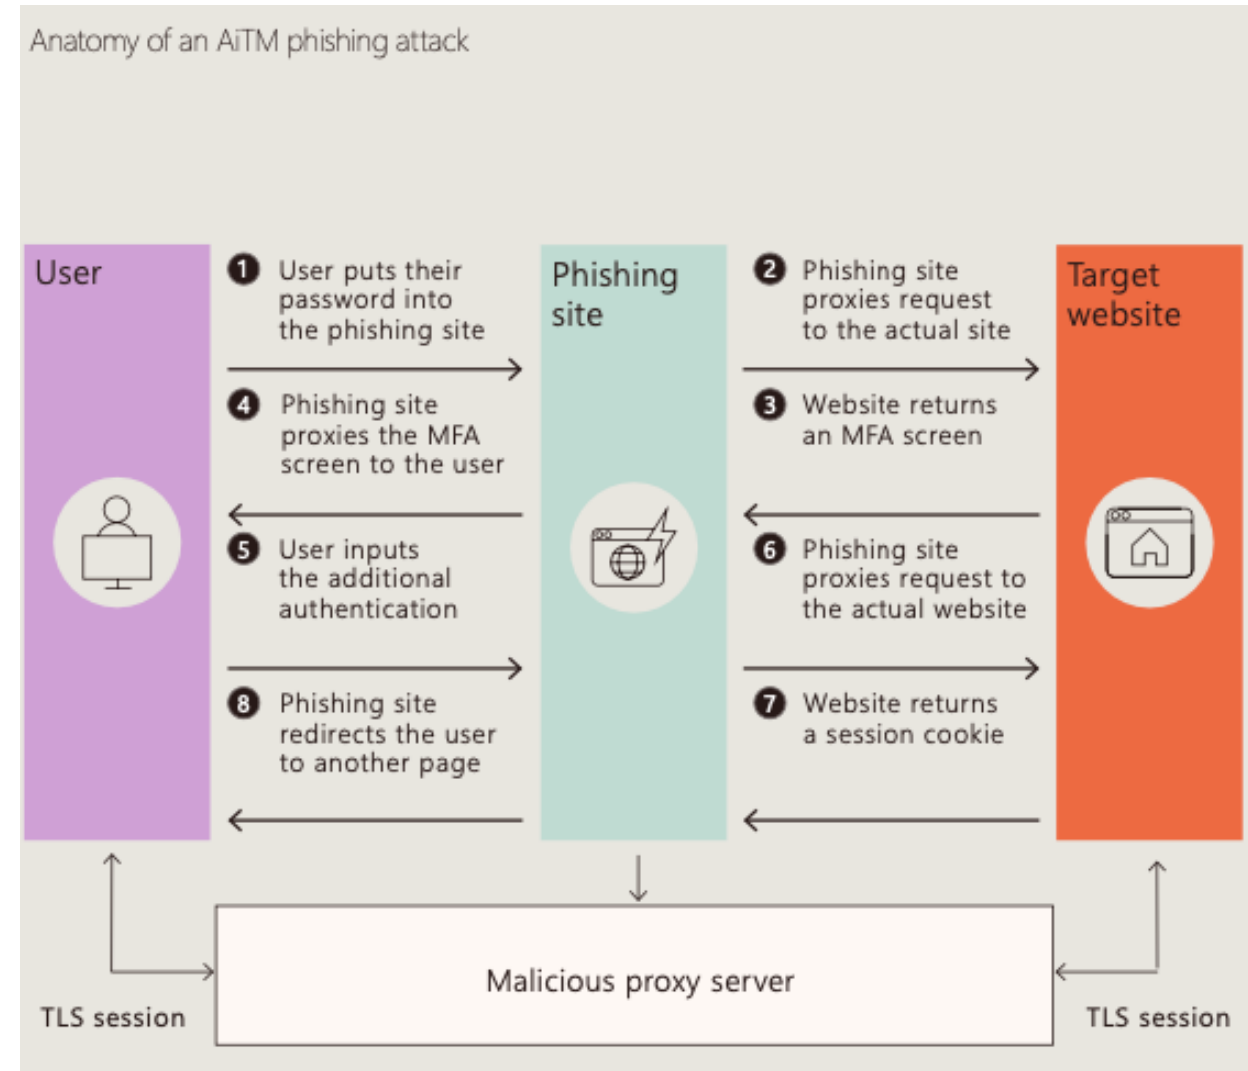 Anatomy of an AiTM phishing attack
User
1 User puts their
password into
the phishing site
Phishing
site
2 Phishing site
proxies request
to the actual site
Target
website
3 Website returns
an MFA screen
4 Phishing site
proxies the MFA
screen to the user
5 User inputs
the additional
authentication
6 Phishing site
proxies request to
the actual website
7 Website returns
a session cookie
8 Phishing site
redirects the user
to another page
TLS session
Malicious proxy server
TLS session